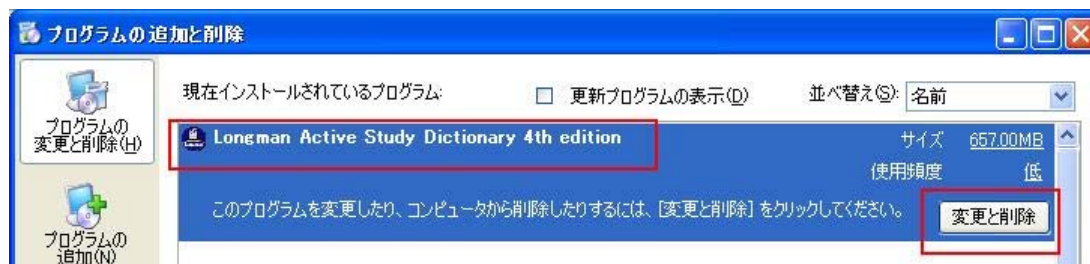 プログラムの追加と削除
プログラムの
変更と削除(H)
プログラムの
追加(N)
現在インストールされているプログラム:
更新プログラムの表示(D)
並べ替え(S):
名前
Longman Active Study Dictionary 4th edition
サイズ
657.00MB
使用頻度
低
このプログラムを変更したり、コンピュータから削除したりするには、[変更と削除] をクリックしてください。
変更と削除